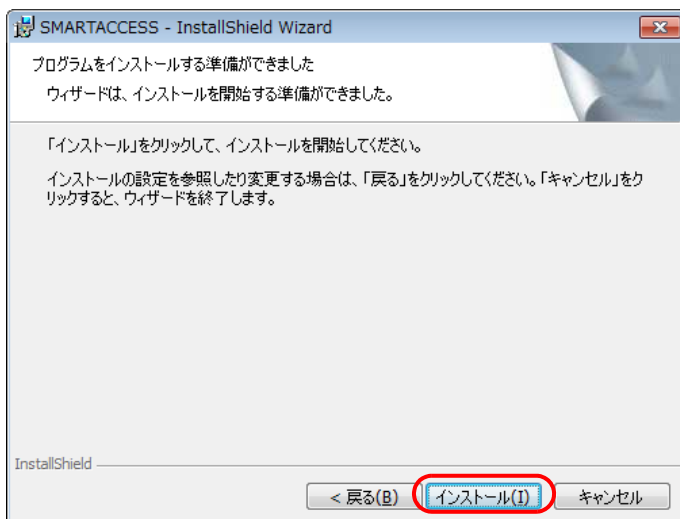 SMARTACCESS - InstallShield Wizard
プログラムをインストールする準備ができました
ウィザードは、インストールを開始する準備ができました。
「インストール」をクリックして、インストールを開始してください。
インストールの設定を参照したり変更する場合は、「戻る」をクリックしてください。「キャンセル」をク
リックすると、ウィザードを終了します。
InstallShield
< 戻る(B) インストール(I) キャンセル